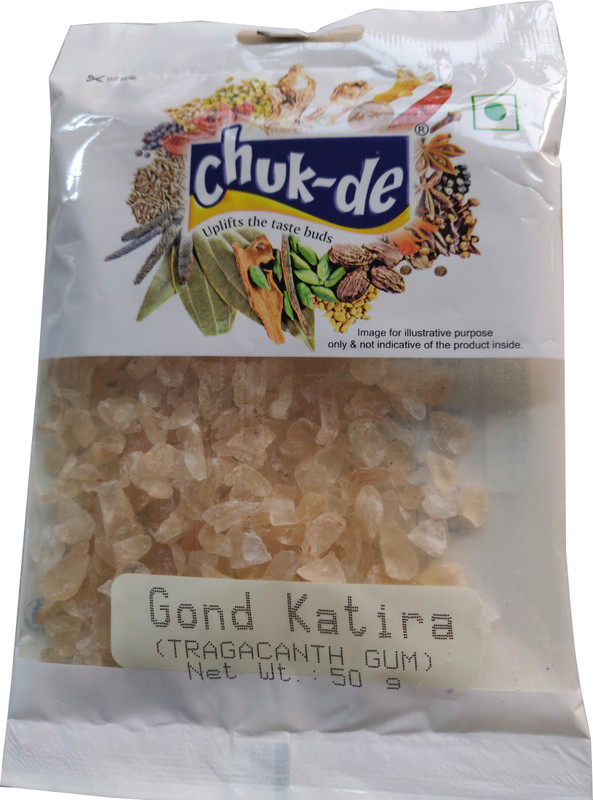 chuk-de
®
Uplifts the taste buds
Image for illustrative purpose
only & not indicative of the product inside.
Gond Katira
(TRAGACANTH GUM)
Net Wt.: 50 g